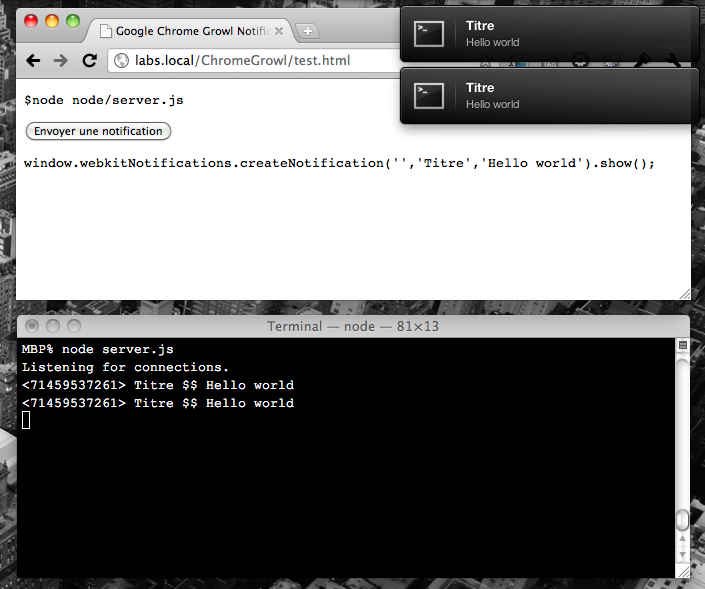 Google Chrome Growl Notific
labs.local/ChromeGrowl/test.html
Titre
Hello world
Titre
Hello world
$node node/server.js
Envoyer une notification
window.webkitNotifications.createNotification('','Titre','Hello world').show();
Terminal — node — 81×13
MBP% node server.js
Listening for connections.
<71459537261> Titre $$ Hello world
<71459537261> Titre $$ Hello world